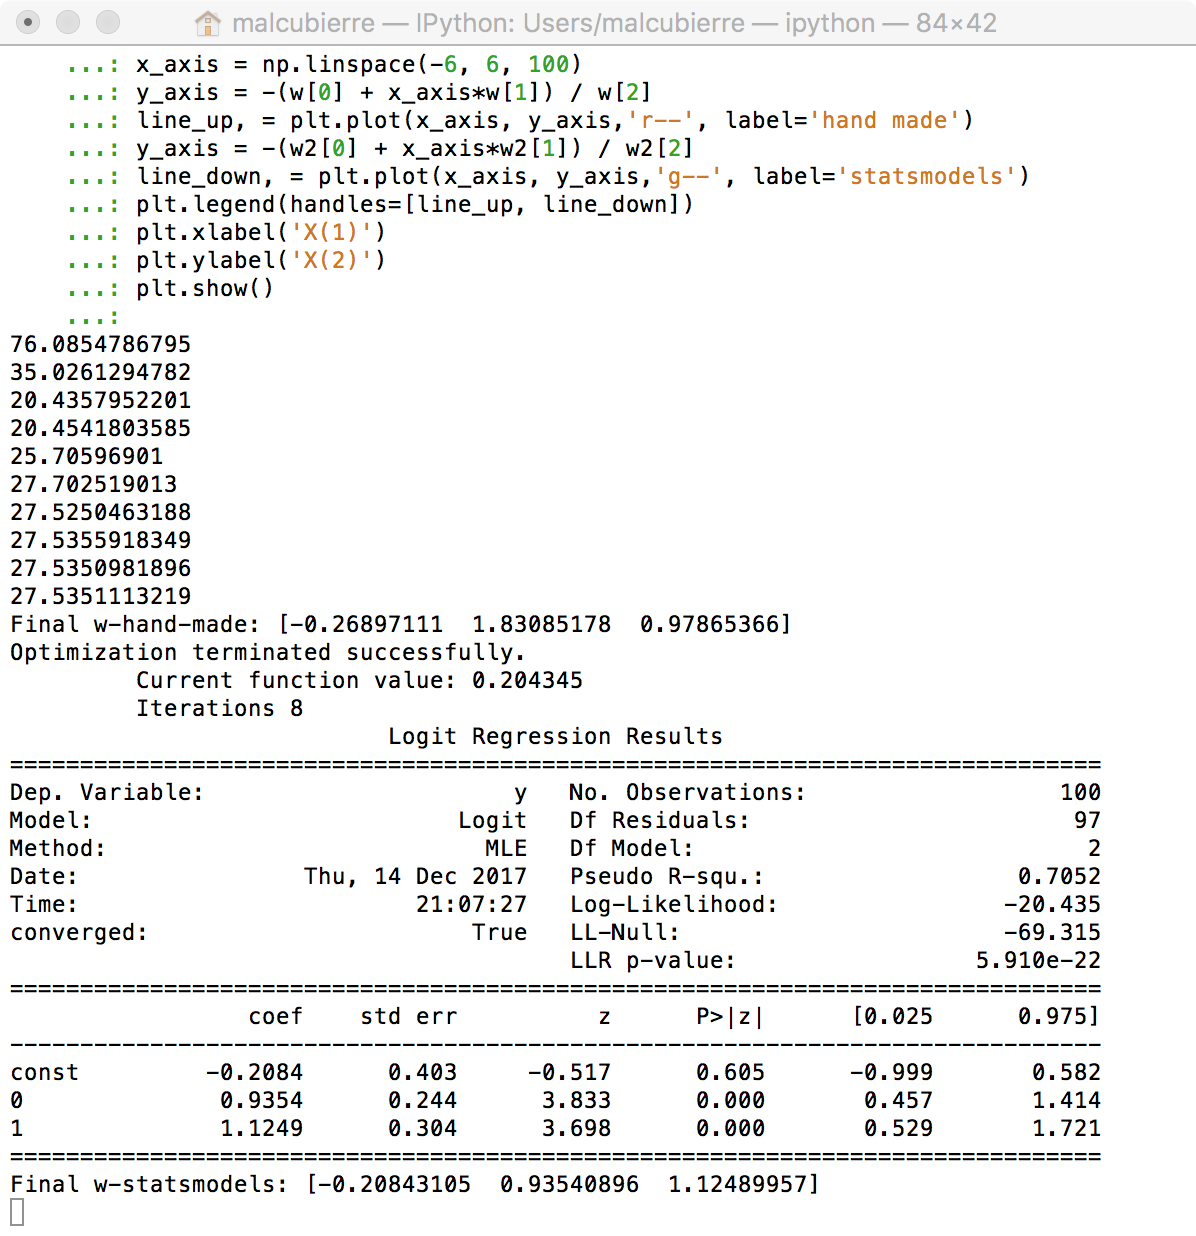 malcubierre — IPython: Users/malcubierre — ipython — 84×42
...: x_axis = np.linspace(-6, 6, 100)
...: y_axis = -(w[0] + x_axis*w[1]) / w[2]
...: line_up, = plt.plot(x_axis, y_axis,'r--', label='hand made')
...: y_axis = -(w2[0] + x_axis*w2[1]) / w2[2]
...: line_down, = plt.plot(x_axis, y_axis,'g--', label='statsmodels')
...: plt.legend(handles=[line_up, line_down])
...: plt.xlabel('X(1)')
...: plt.ylabel('X(2)')
...: plt.show()
...:
76.0854786795
35.0261294782
20.4357952201
20.4541803585
25.70596901
27.702519013
27.5250463188
27.5355918349
27.5350981896
27.5351113219
Final w-hand-made: [-0.26897111  1.83085178  0.97865366]
Optimization terminated successfully.
         Current function value: 0.204345
         Iterations 8
                           Logit Regression Results
==============================================================================
Dep. Variable:                      y   No. Observations:                  100
Model:                          Logit   Df Residuals:                       97
Method:                           MLE   Df Model:                            2
Date:                Thu, 14 Dec 2017   Pseudo R-squ.:                  0.7052
Time:                        21:07:27   Log-Likelihood:                -20.435
converged:                       True   LL-Null:                       -69.315
                                        LLR p-value:                 5.910e-22
==============================================================================
                 coef    std err          z      P>|z|      [0.025      0.975]
------------------------------------------------------------------------------
const         -0.2084      0.403     -0.517      0.605      -0.999       0.582
0              0.9354      0.244      3.833      0.000       0.457       1.414
1              1.1249      0.304      3.698      0.000       0.529       1.721
==============================================================================
Final w-statsmodels: [-0.20843105  0.93540896  1.12489957]